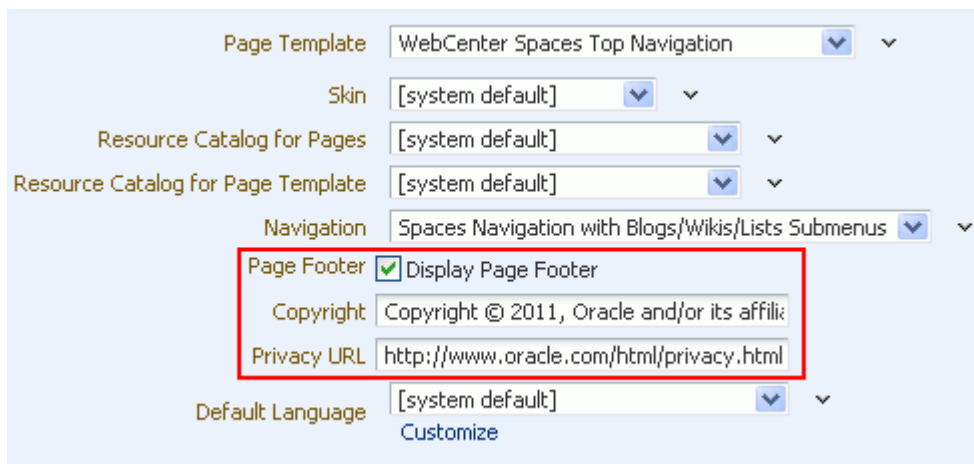 Page Template WebCenter Spaces Top Navigation
Skin [system default]
Resource Catalog for Pages [system default]
Resource Catalog for Page Template [system default]
Navigation Spaces Navigation with Blogs/Wikis/Lists Submenus
Page Footer Display Page Footer
Copyright Copyright © 2011, Oracle and/or its affilia
Privacy URL http://www.oracle.com/html/privacy.html
Default Language [system default]
Customize